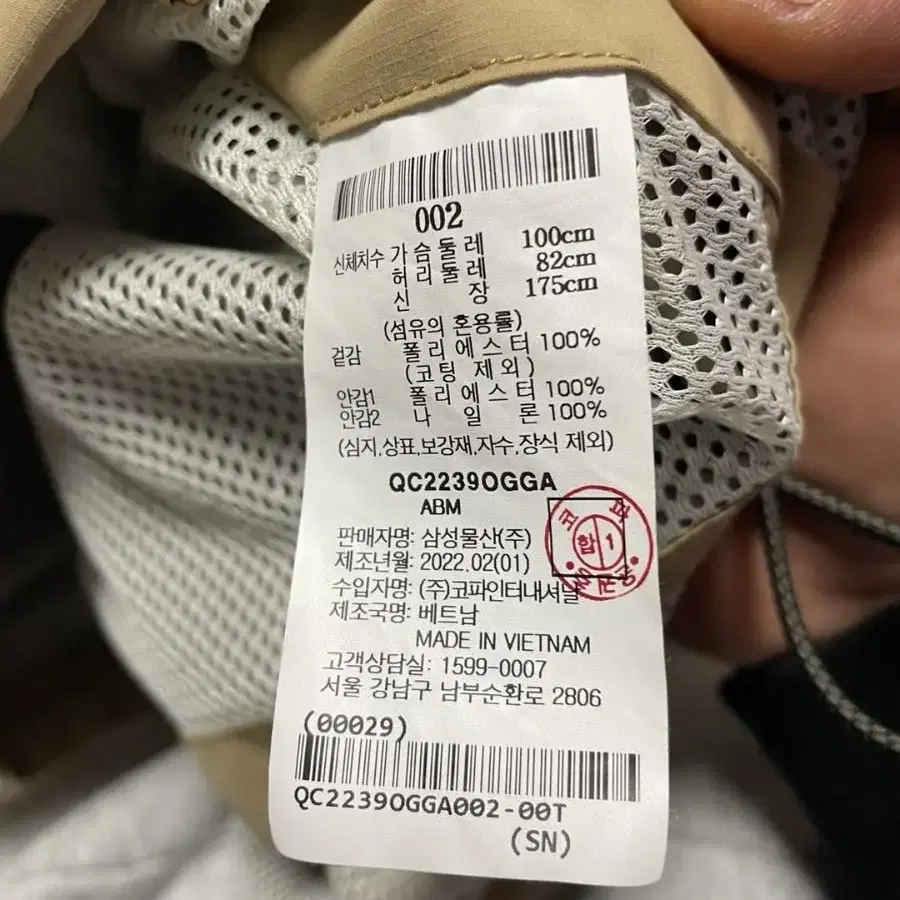 002
신체치수 가슴둘레 100cm
허리둘레 82cm
신 장 175cm
(섬유의 혼용률)
겉감 폴리에스터 100%
(코팅 제외)
안감1 폴리에스터 100%
안감2 나 일 론 100%
(심지,상표,보강재,자수,장식 제외)
QC2239OGGA
ABM
판매자명: 삼성물산(주)
제조년월: 2022.02(01)
수입자명: (주)코파인터내셔날
제조국명: 베트남
MADE IN VIETNAM
고객상담실: 1599-0007
서울 강남구 남부순환로 2806
코 파
합 1
(00029)
QC2239OGGA002-00T
(SN)